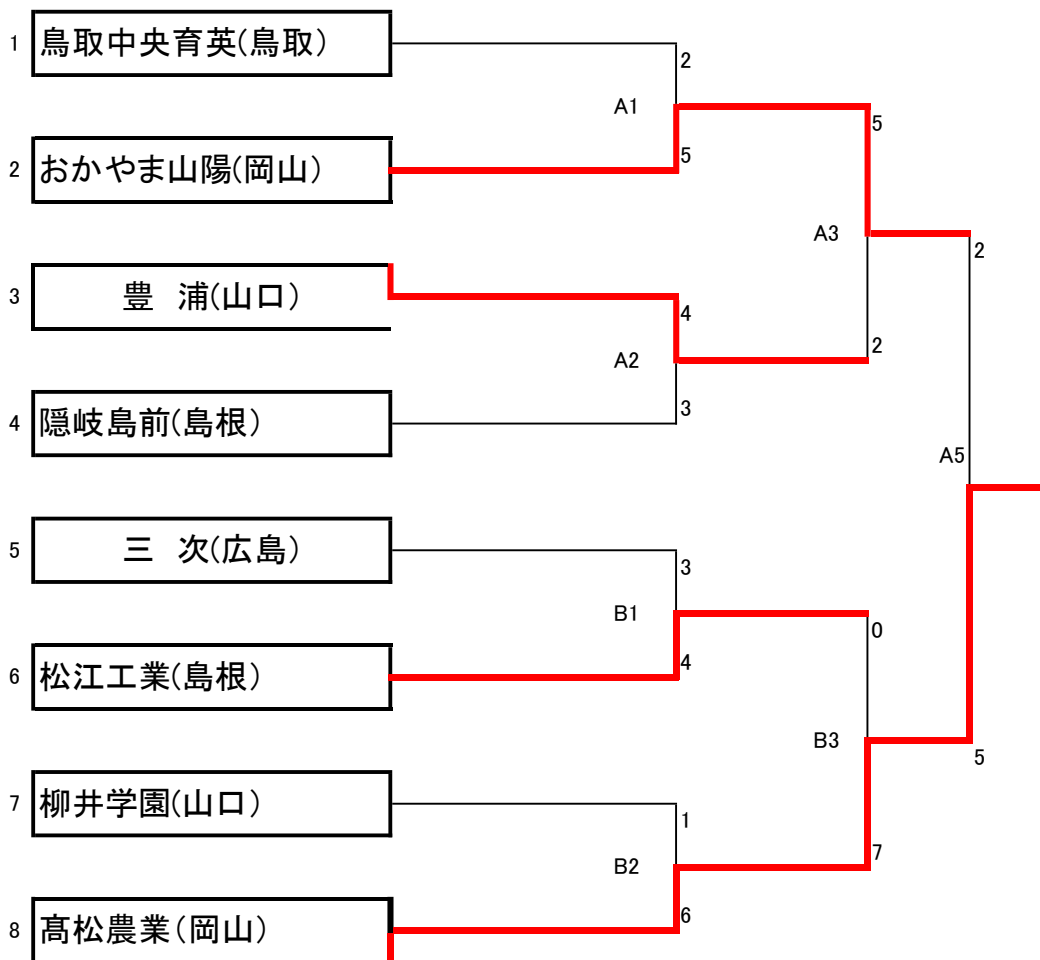 1 鳥取中央育英(鳥取)
2
A1
5
5
2 おかやま山陽(岡山)
A3
2
3 豊　浦(山口)
4
2
A2
3
4 隠岐島前(島根)
A5
5 三　次(広島)
3
B1
0
4
6 松江工業(島根)
B3
5
7 柳井学園(山口)
1
7
B2
6
8 髙松農業(岡山)